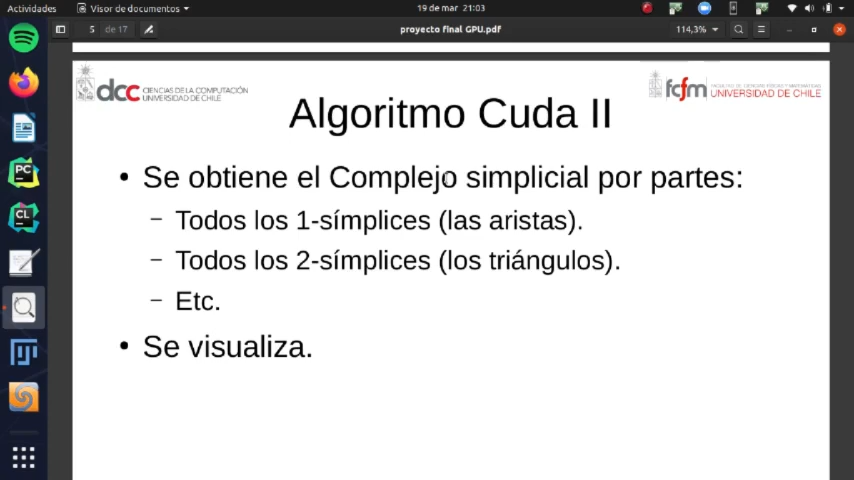 Actividades
Visor de documentos
19 de mar 21:03
5 de 17
proyecto final GPU.pdf
114,3%
dcc CIENCIAS DE LA COMPUTACIÓN
UNIVERSIDAD DE CHILE
fcfm
UNIVERSIDAD DE CHILE
Algoritmo Cuda II
• Se obtiene el Complejo simplicial por partes:
– Todos los 1-símplices (las aristas).
– Todos los 2-símplices (los triángulos).
– Etc.
• Se visualiza.
PC
CL